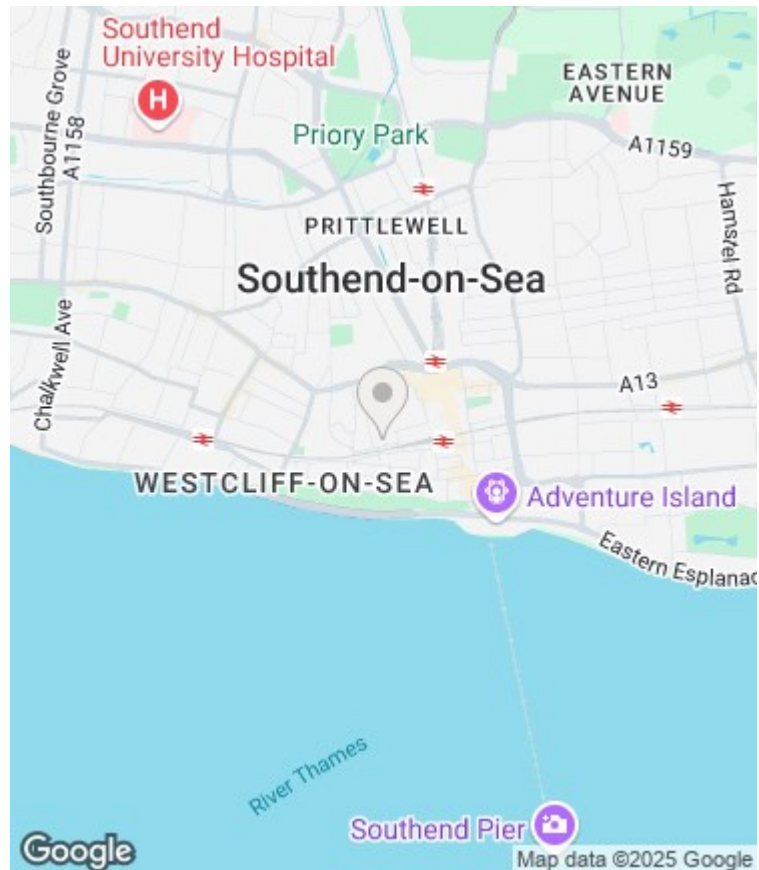 Southend
University Hospital
H
EASTERN
AVENUE
Southbourne Grove
A1158
Priory Park
A1159
PRITTLEWELL
Hamstel Rd
Southend-on-Sea
Chalkwell Ave
A13
WESTCLIFF-ON-SEA
Adventure Island
Eastern Esplanad
River Thames
Southend Pier
Google
Map data ©2025 Google